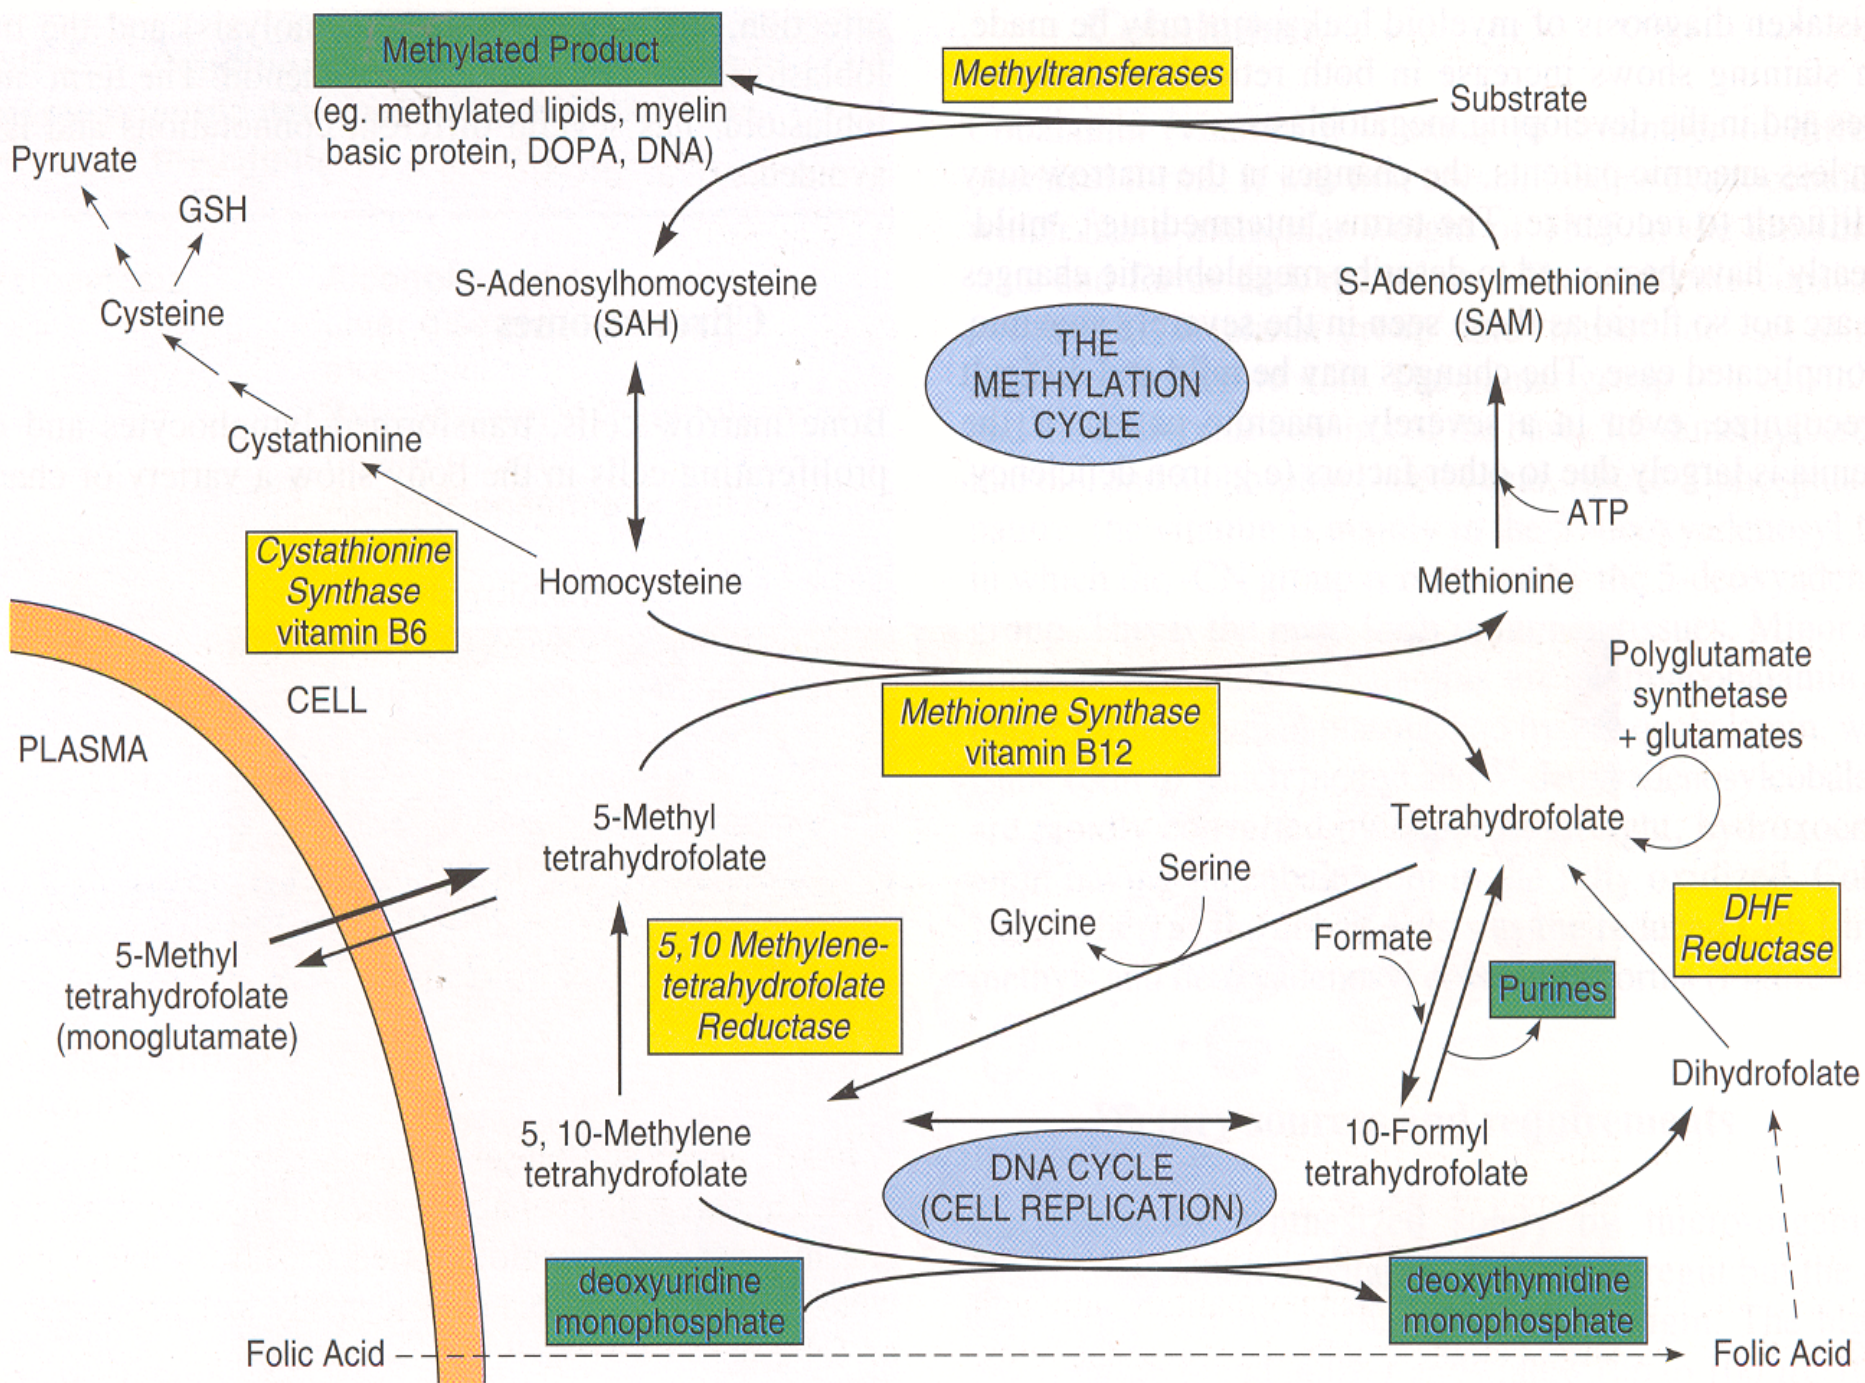 Methylated Product
(eg. methylated lipids, myelin
basic protein, DOPA, DNA)
Methyltransferases
Substrate
Pyruvate
GSH
Cysteine
Cystathionine
S-Adenosylhomocysteine
(SAH)
THE
METHYLATION
CYCLE
S-Adenosylmethionine
(SAM)
ATP
Cystathionine
Synthase
vitamin B6
Homocysteine
Methionine
CELL
PLASMA
Methionine Synthase
vitamin B12
Polyglutamate
synthetase
+ glutamates
5-Methyl
tetrahydrofolate
Tetrahydrofolate
Serine
Glycine
Formate
Purines
DHF
Reductase
5-Methyl
tetrahydrofolate
(monoglutamate)
5,10 Methylene-
tetrahydrofolate
Reductase
Dihydrofolate
5, 10-Methylene
tetrahydrofolate
DNA CYCLE
(CELL REPLICATION)
10-Formyl
tetrahydrofolate
deoxyuridine
monophosphate
deoxythymidine
monophosphate
Folic Acid
Folic Acid